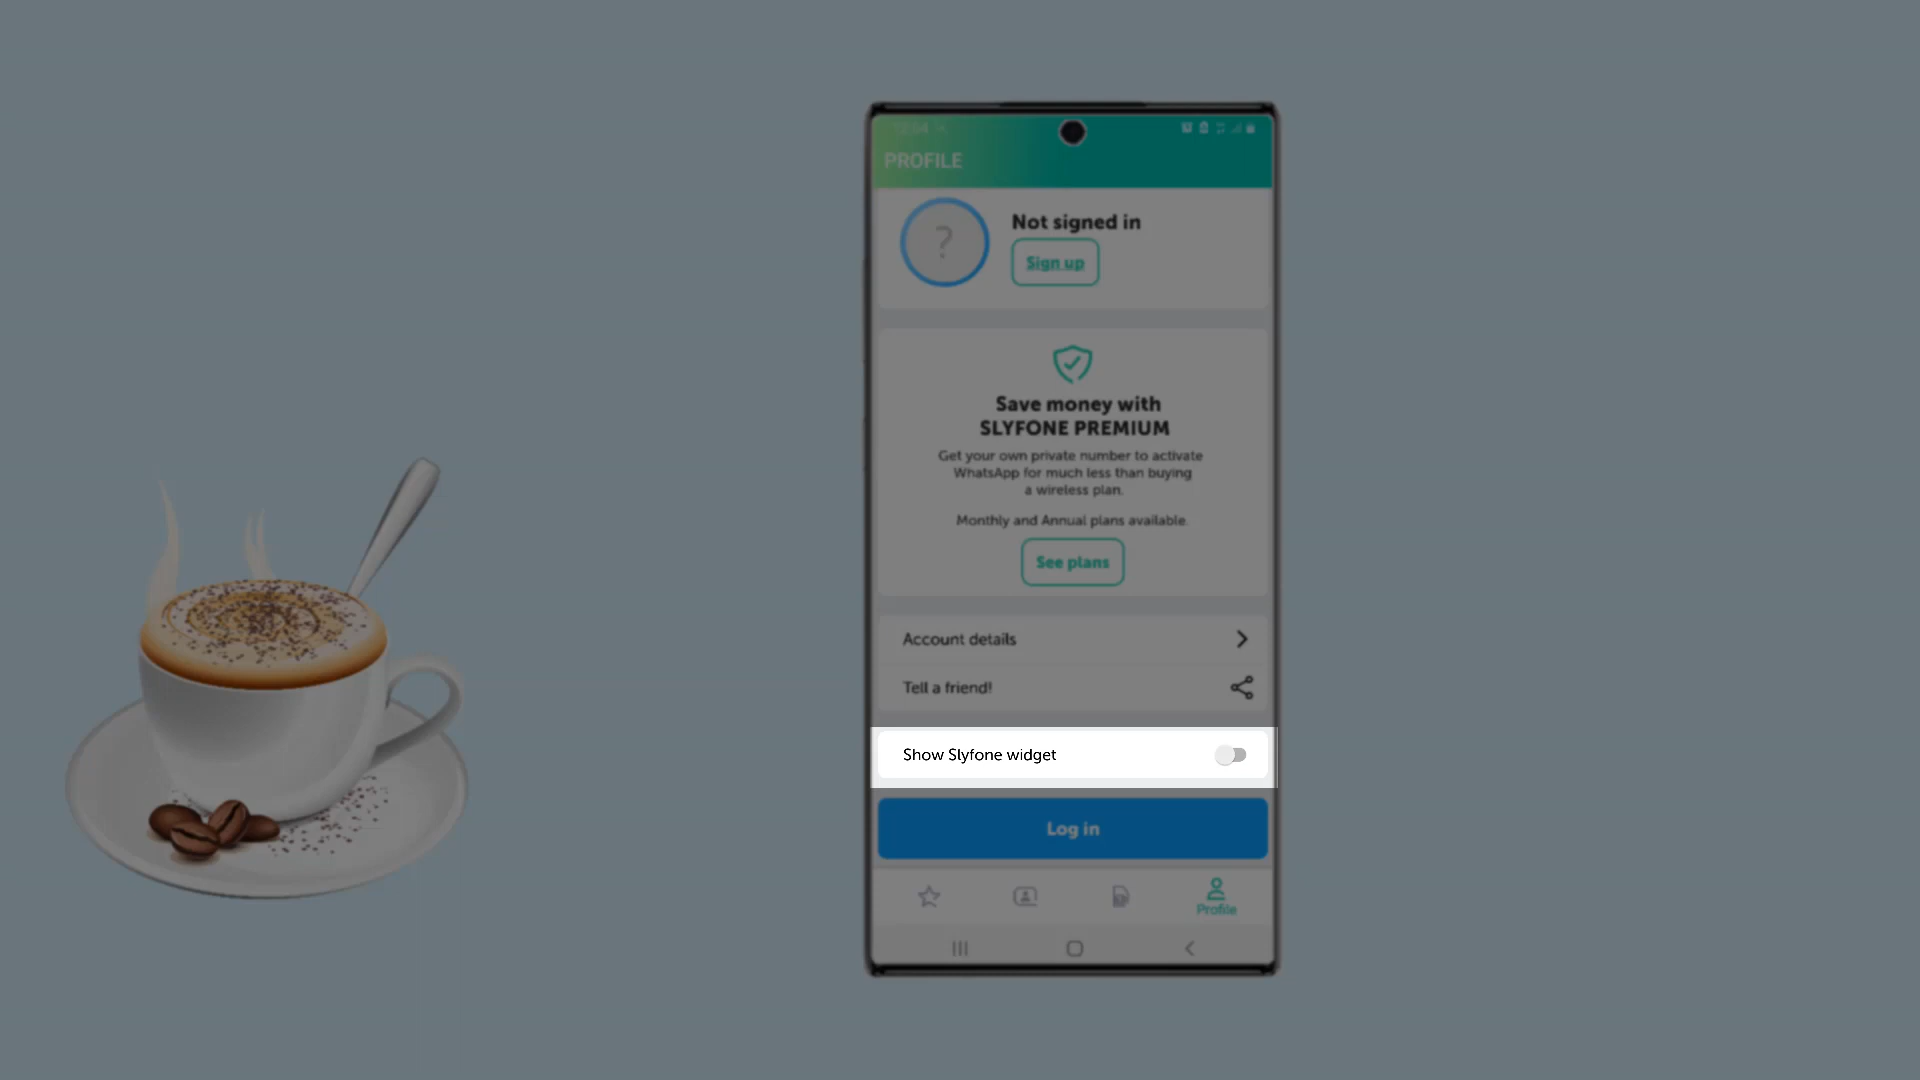 PROFILE
?
Not signed in
Sign up
Save money with
SLYFONE PREMIUM
Get your own private number to activate
WhatsApp for much less than buying
a wireless plan.
Monthly and Annual plans available.
See plans
Account details
Tell a friend!
Show Slyfone widget
Log in
Profile